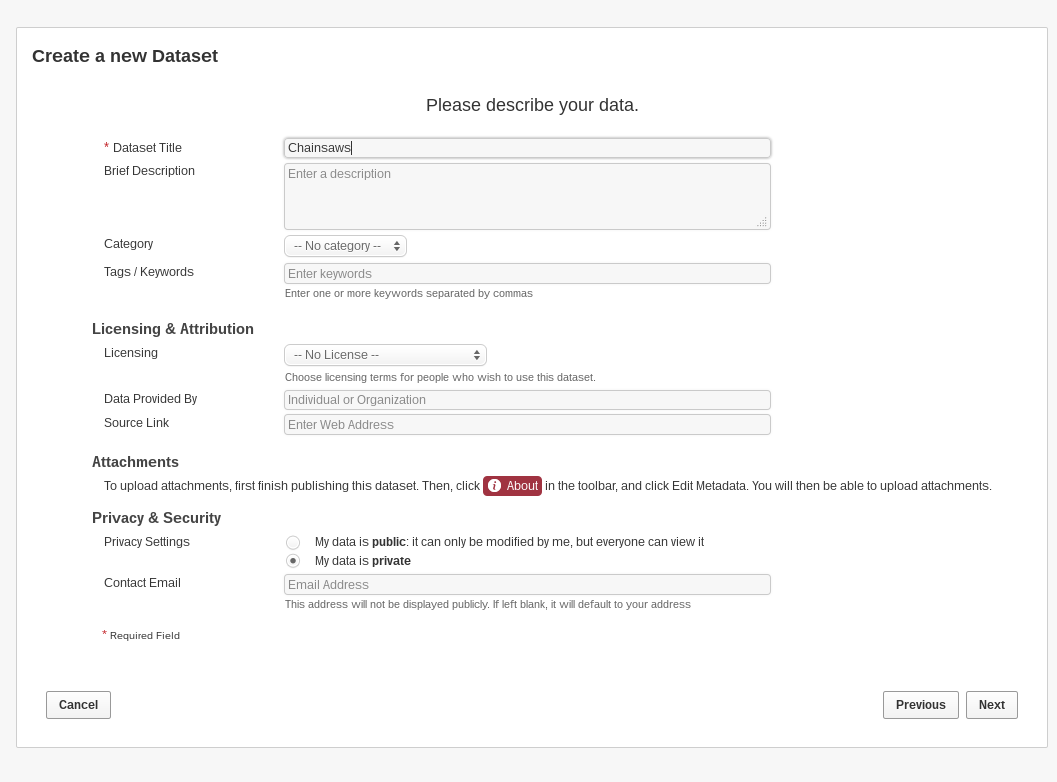 Create a new Dataset
Please describe your data.
* Dataset Title
Chainsaws
Brief Description
Enter a description
Category
-- No category --
Tags / Keywords
Enter keywords
Enter one or more keywords separated by commas
Licensing & Attribution
Licensing
-- No License --
Choose licensing terms for people who wish to use this dataset.
Data Provided By
Individual or Organization
Source Link
Enter Web Address
Attachments
To upload attachments, first finish publishing this dataset. Then, click i About in the toolbar, and click Edit Metadata. You will then be able to upload attachments.
Privacy & Security
Privacy Settings
My data is public: it can only be modified by me, but everyone can view it
My data is private
Contact Email
Email Address
This address will not be displayed publicly. If left blank, it will default to your address
* Required Field
Cancel
Previous
Next